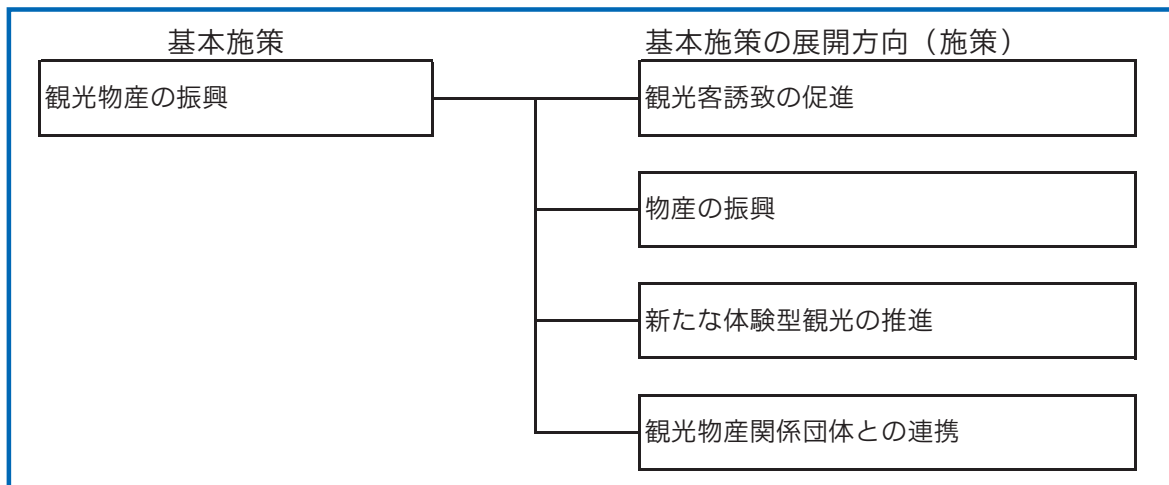 基本施策
基本施策の展開方向（施策）
観光物産の振興
観光客誘致の促進
物産の振興
新たな体験型観光の推進
観光物産関係団体との連携